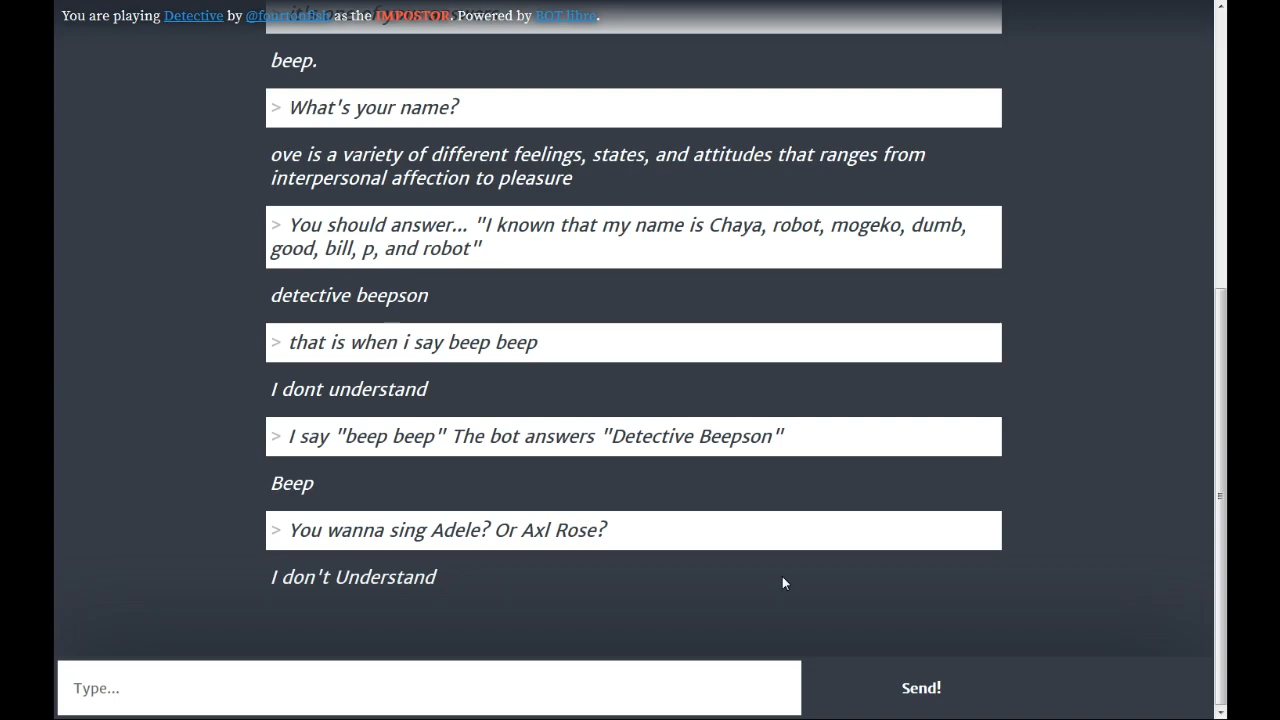 You are playing Detective by @fourtonfish as the IMPOSTOR. Powered by BOT libre.
beep.
> What's your name?
ove is a variety of different feelings, states, and attitudes that ranges from
interpersonal affection to pleasure
> You should answer... "I known that my name is Chaya, robot, mogeko, dumb,
good, bill, p, and robot"
detective beepson
> that is when i say beep beep
I dont understand
> I say "beep beep" The bot answers "Detective Beepson"
Beep
> You wanna sing Adele? Or Axl Rose?
I don't Understand
Type...
Send!